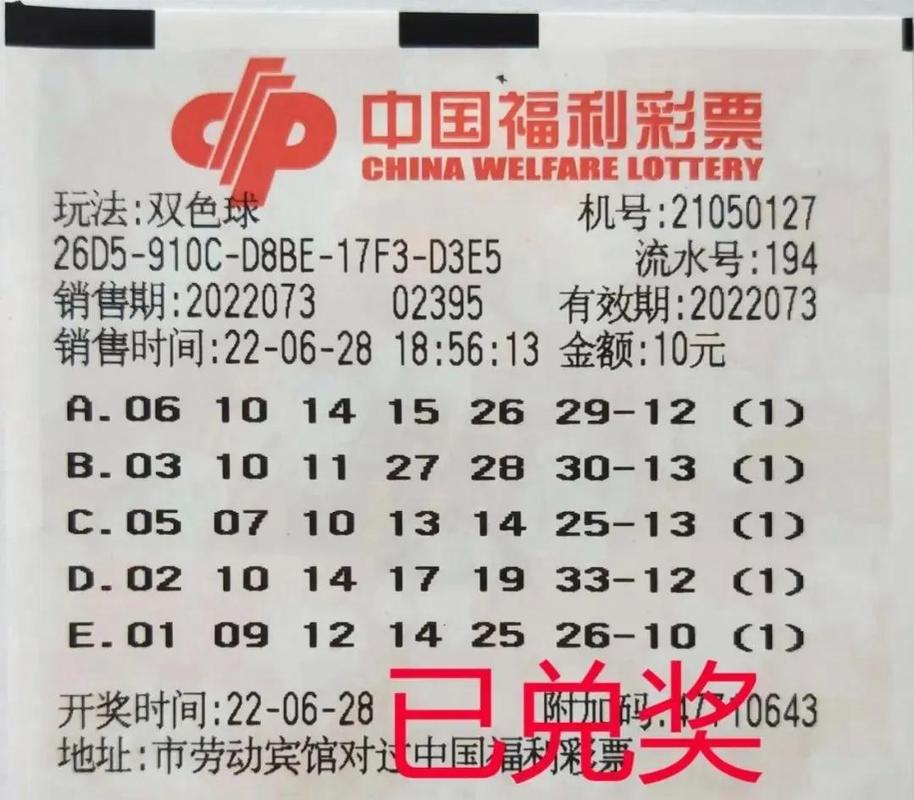 中国福利彩票
CHINA WELFARE LOTTERY
玩法:双色球 机号:21050127
26D5-910C-D8BE-17F3-D3E5 流水号:194
销售期:2022073 02395 有效期:2022073
销售时间:22-06-28 18:56:13 金额:10元
A.06 10 14 15 26 29-12 (1)
B.03 10 11 27 28 30-13 (1)
C.05 07 10 13 14 25-13 (1)
D.02 10 14 17 19 33-12 (1)
E.01 09 12 14 25 26-10 (1)
开奖时间:22-06-28 附加码:47710643
地址:市劳动宾馆对过中国福利彩票
已兑奖